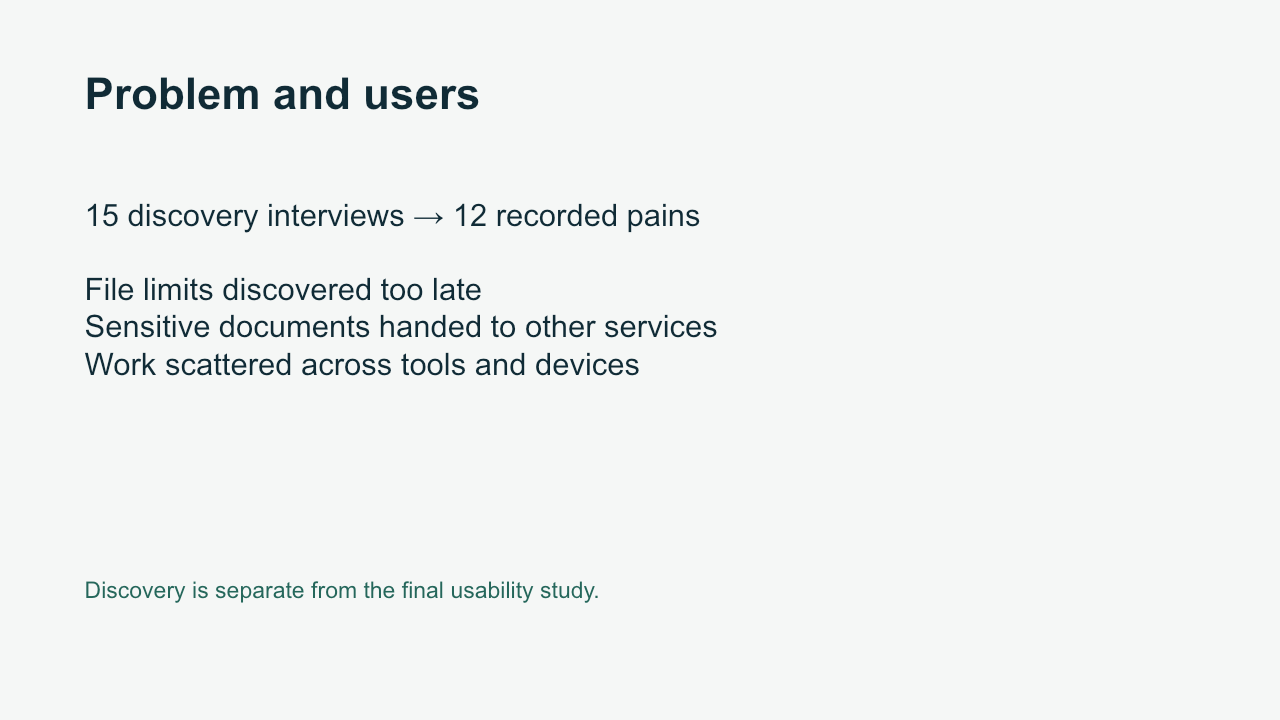 Problem and users
15 discovery interviews → 12 recorded pains
File limits discovered too late
Sensitive documents handed to other services
Work scattered across tools and devices
Discovery is separate from the final usability study.